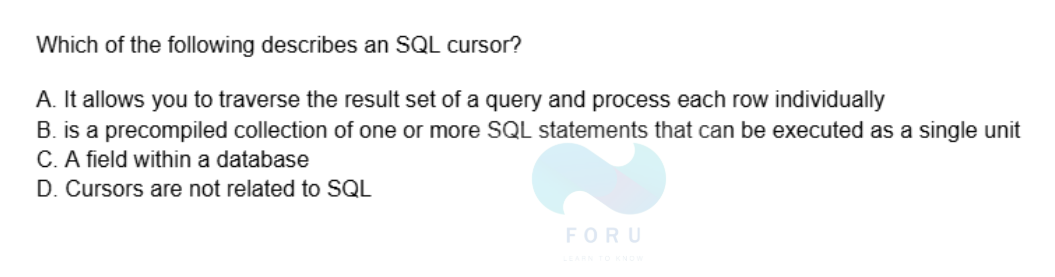 Which of the following describes an SQL cursor?
A. It allows you to traverse the result set of a query and process each row individually
B. is a precompiled collection of one or more SQL statements that can be executed as a single unit
C. A field within a database
D. Cursors are not related to SQL
FORU